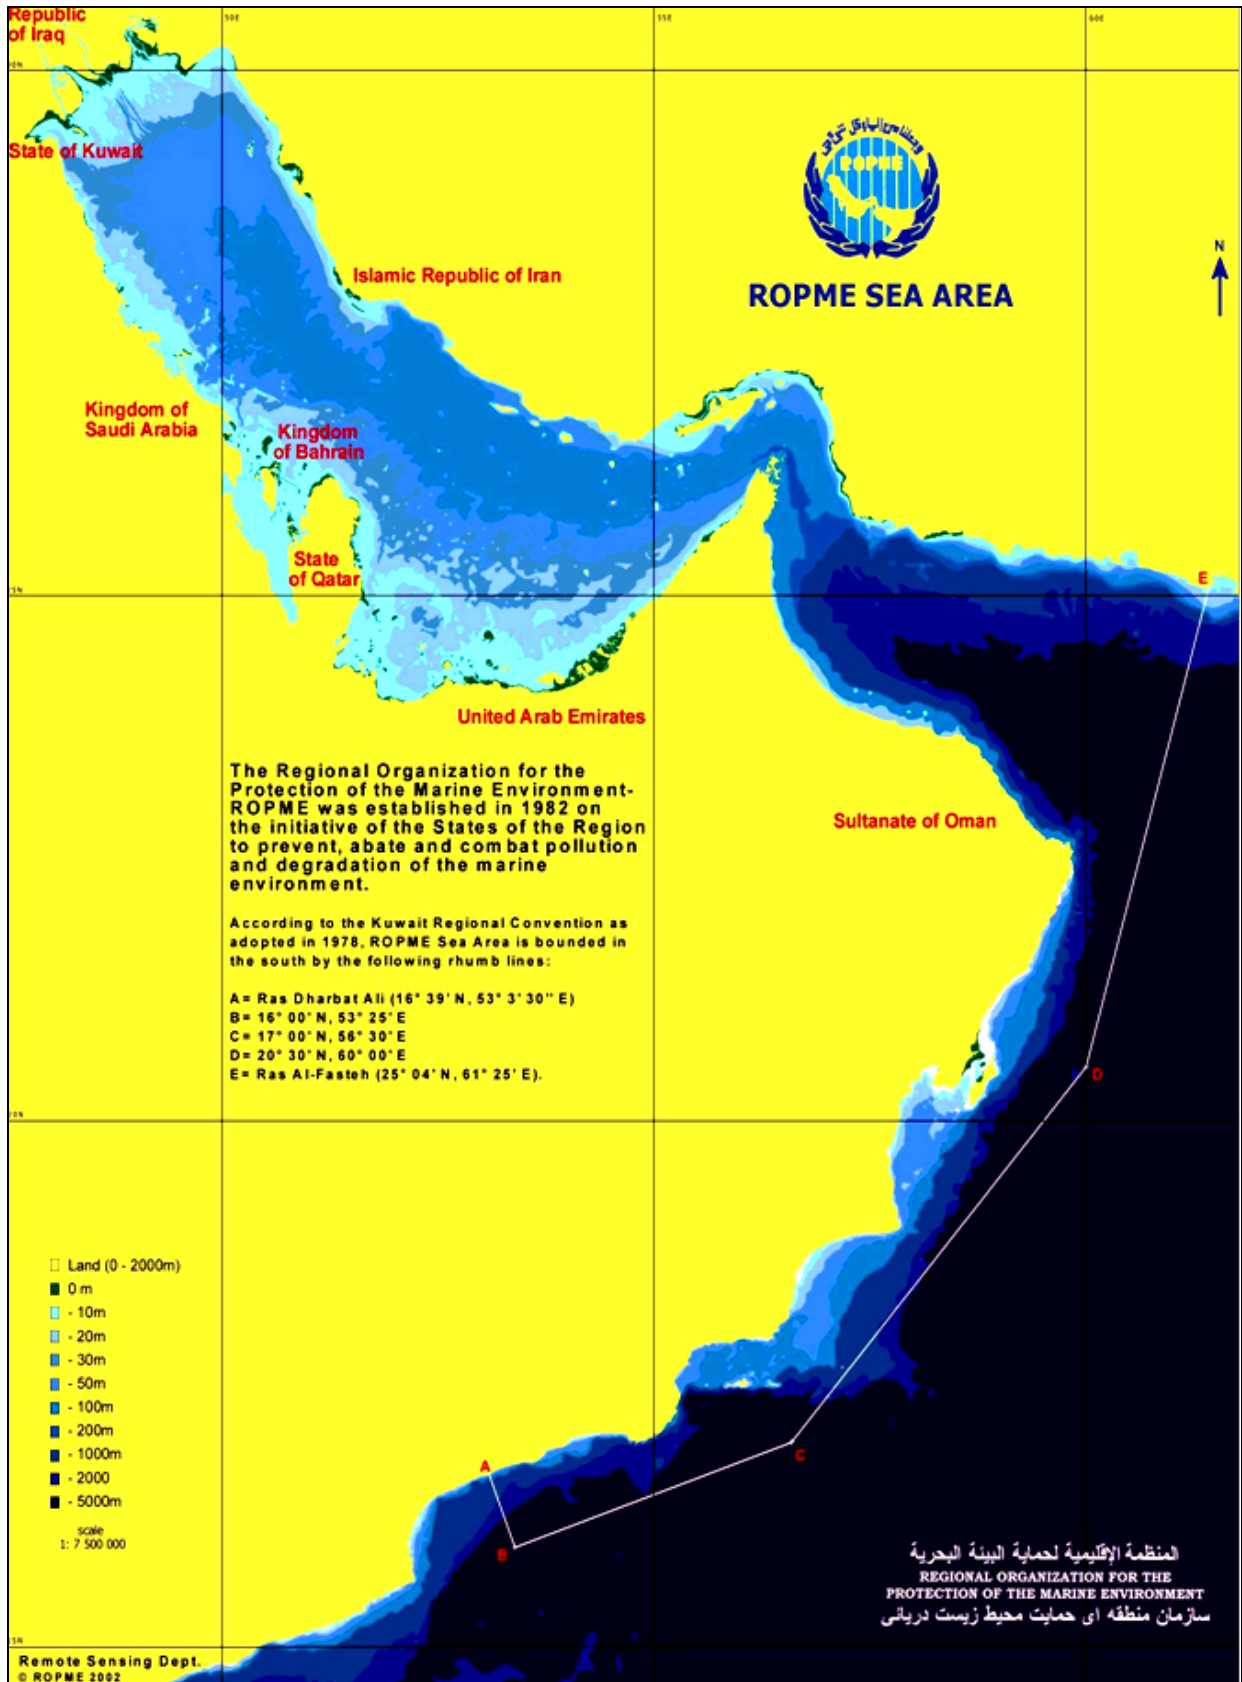 Republic
of Iraq
50E
55E
60E
30N
State of Kuwait
ROPME
N
Islamic Republic of Iran
ROPME SEA AREA
Kingdom of
Saudi Arabia
Kingdom
of Bahrain
State
of Qatar
25N
E
United Arab Emirates
The Regional Organization for the
Protection of the Marine Environment-
ROPME was established in 1982 on
the initiative of the States of the Region
to prevent, abate and combat pollution
and degradation of the marine
environment.
Sultanate of Oman
According to the Kuwait Regional Convention as
adopted in 1978, ROPME Sea Area is bounded in
the south by the following rhumb lines:
A= Ras Dharbat Ali (16° 39' N, 53° 3' 30" E)
B= 16° 00' N, 53° 25' E
C= 17° 00' N, 56° 30' E
D= 20° 30' N, 60° 00' E
E= Ras Al-Fasteh (25° 04' N, 61° 25' E).
D
20N
Land (0 - 2000m)
0 m
- 10m
- 20m
- 30m
- 50m
- 100m
- 200m
- 1000m
- 2000
- 5000m
scale
1: 7 500 000
A
C
B
المنظمة الإقليمية لحماية البيئة البحرية
REGIONAL ORGANIZATION FOR THE
PROTECTION OF THE MARINE ENVIRONMENT
سازمان منطقه ای حمایت محیط زیست دریائی
15N
Remote Sensing Dept.
© ROPME 2002